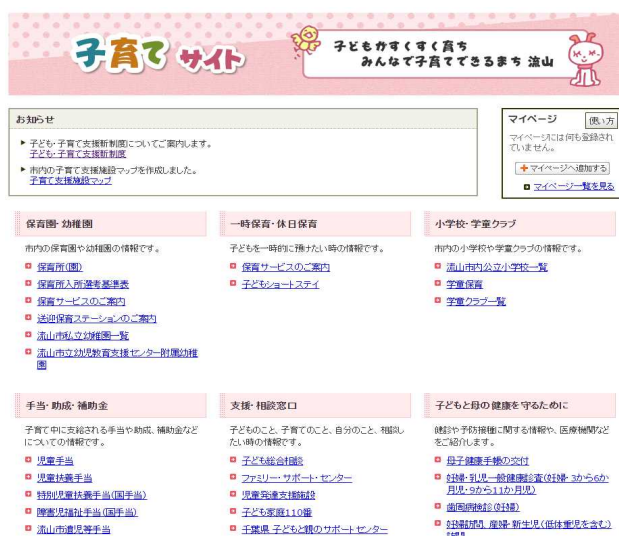 子育てサイト
子どもがすくすく育ち
みんなで子育てできるまち 流山
お知らせ
子ども・子育て支援新制度についてご案内します。
子ども・子育て支援新制度
市内の子育て支援施設マップを作成しました。
子育て支援施設マップ
マイページ 使い方
マイページには何も登録され
ていません。
マイページへ追加する
マイページ一覧を見る
保育園・幼稚園
市内の保育園や幼稚園の情報です。
保育所(園)
保育所入所選考基準表
保育サービスのご案内
送迎保育ステーションのご案内
流山市私立幼稚園一覧
流山市立幼児教育支援センター附属幼稚
園
一時保育・休日保育
子どもを一時的に預けたい時の情報です。
保育サービスのご案内
子どもショートステイ
小学校・学童クラブ
市内の小学校や学童クラブの情報です。
流山市内公立小学校一覧
学童保育
学童クラブ一覧
手当・助成・補助金
子育て中に支給される手当や助成、補助金など
についての情報です。
児童手当
児童扶養手当
特別児童扶養手当(国手当)
障害児福祉手当(国手当)
流山市遺児等手当
支援・相談窓口
子どものこと、子育てのこと、自分のこと、相談し
たい時の情報です。
子ども総合相談
ファミリー・サポート・センター
児童発達支援施設
子ども家庭110番
千葉県 子どもと親のサポートセンター
子どもと母の健康を守るために
健診や予防接種に関する情報や、医療機関など
をご紹介します。
母子健康手帳の交付
妊婦・乳児一般健康診査(妊婦・3から6か
月児・9から11か月児)
歯周病検診(妊婦)
妊婦訪問、産婦・新生児(低体重児を含む)
訪問